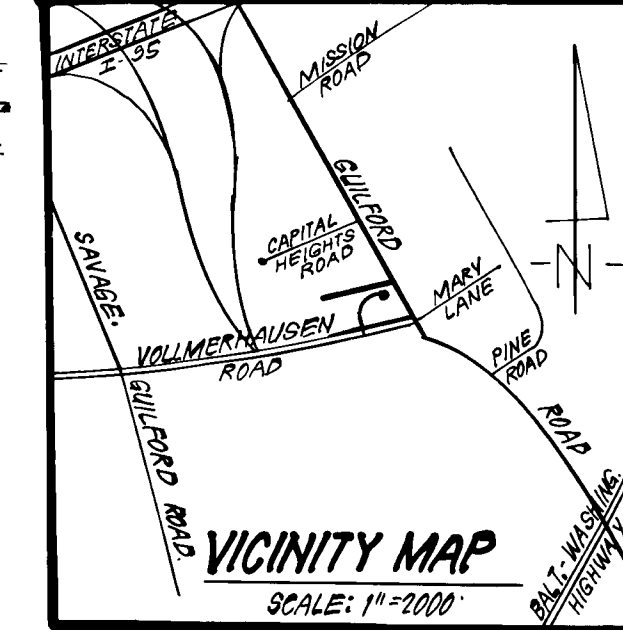 INTERSTATE
I-95
MISSION
ROAD
GUILFORD
CAPITAL
HEIGHTS
ROAD
SAVAGE.
-N-
MARY
LANE
VOLLMERHAUSEN
ROAD
PINE
ROAD
GUILFORD ROAD.
ROAD
BALT.-WASHING.
HIGHWAY
VICINITY MAP
SCALE: 1"=2000'